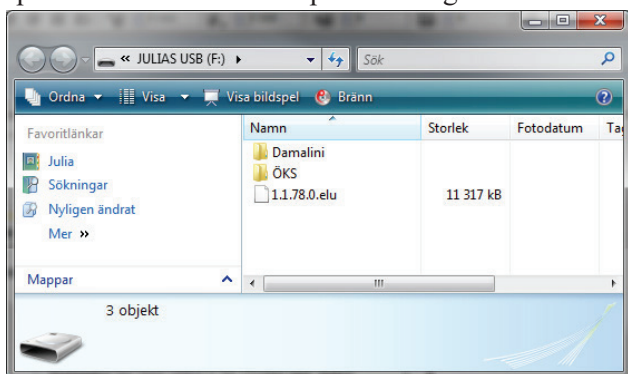 « JULIAS USB (F:)
Sök
Ordna Visa Visa bildspel Bränn
Favoritlänkar
Julia
Sökningar
Nyligen ändrat
Mer »
Mappar
Namn Storlek Fotodatum Tag
Damalini
ÖKS
1.1.78.0.elu 11 317 kB
3 objekt